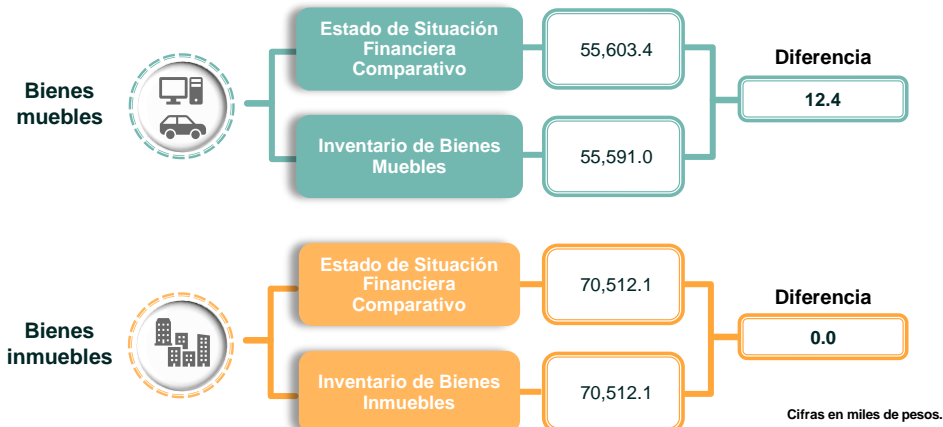 Bienes
muebles
Estado de Situación
Financiera
Comparativo
55,603.4
Inventario de Bienes
Muebles
55,591.0
Diferencia
12.4
Bienes
inmuebles
Estado de Situación
Financiera
Comparativo
70,512.1
Inventario de Bienes
Inmuebles
70,512.1
Diferencia
0.0
Cifras en miles de pesos.